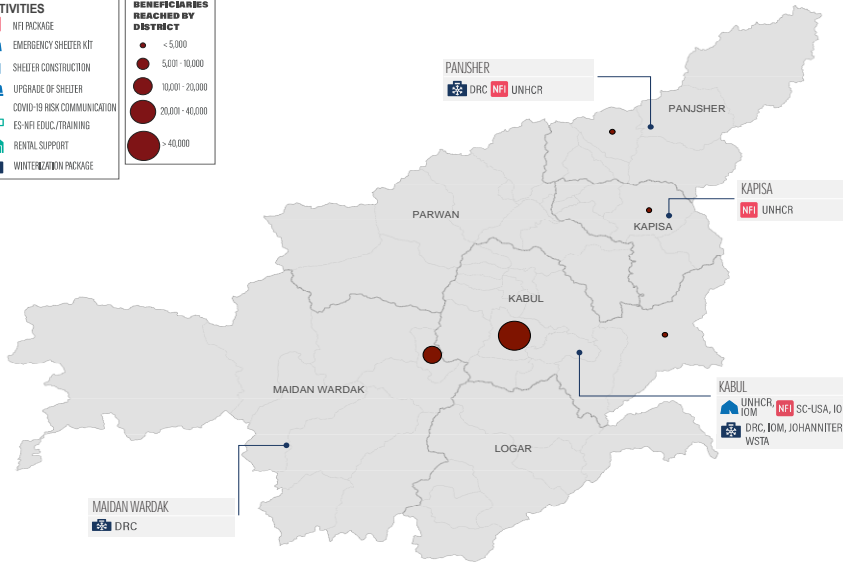 NFI PACKAGE
EMERGENCY SHELTER KIT
SHELTER CONSTRUCTION
UPGRADE OF SHELTER
COVID-19 RISK COMMUNICATION
ES-NFI EDUC./TRAINING
RENTAL SUPPORT
WINTERIZATION PACKAGE
BENEFICIARIES
REACHED BY
DISTRICT
< 5,000
5,001 - 10,000
10,001 - 20,000
20,001 - 40,000
> 40,000
PANJSHER
DRC NFI UNHCR
PANJSHER
KAPISA
NFI UNHCR
PARWAN
KAPISA
KABUL
MAIDAN WARDAK
KABUL
UNHCR, NFI SC-USA,
IOM
DRC, IOM, JOHANNITER
WSTA
LOGAR
MAIDAN WARDAK
DRC